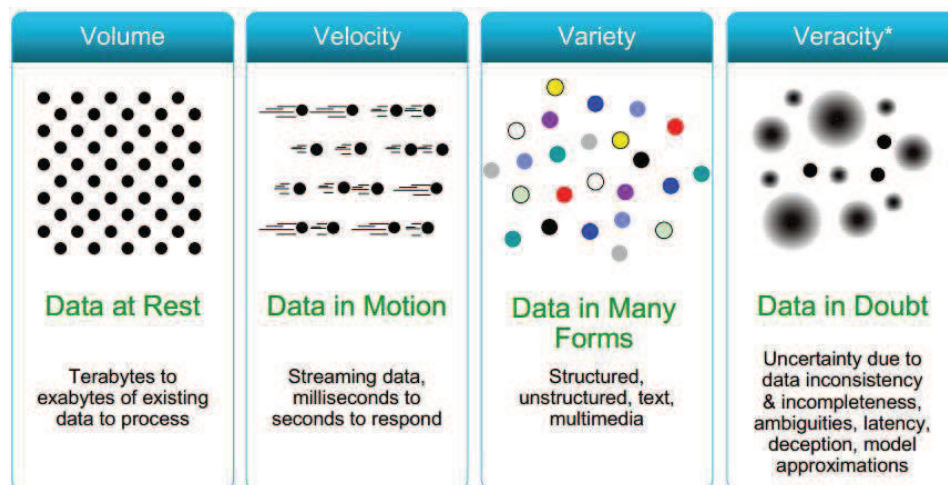 Volume
Data at Rest
Terabytes to
exabytes of existing
data to process
Velocity
Data in Motion
Streaming data,
milliseconds to
seconds to respond
Variety
Data in Many
Forms
Structured,
unstructured, text,
multimedia
Veracity*
Data in Doubt
Uncertainty due to
data inconsistency
& incompleteness,
ambiguities, latency,
deception, model
approximations